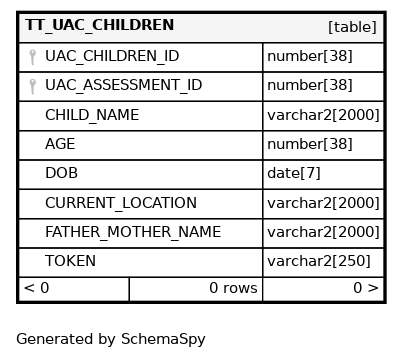 TT_UAC_CHILDREN [table]
UAC_CHILDREN_ID number[38]
UAC_ASSESSMENT_ID number[38]
CHILD_NAME varchar2[2000]
AGE number[38]
DOB date[7]
CURRENT_LOCATION varchar2[2000]
FATHER_MOTHER_NAME varchar2[2000]
TOKEN varchar2[250]
< 0 0 rows 0 >
Generated by SchemaSpy